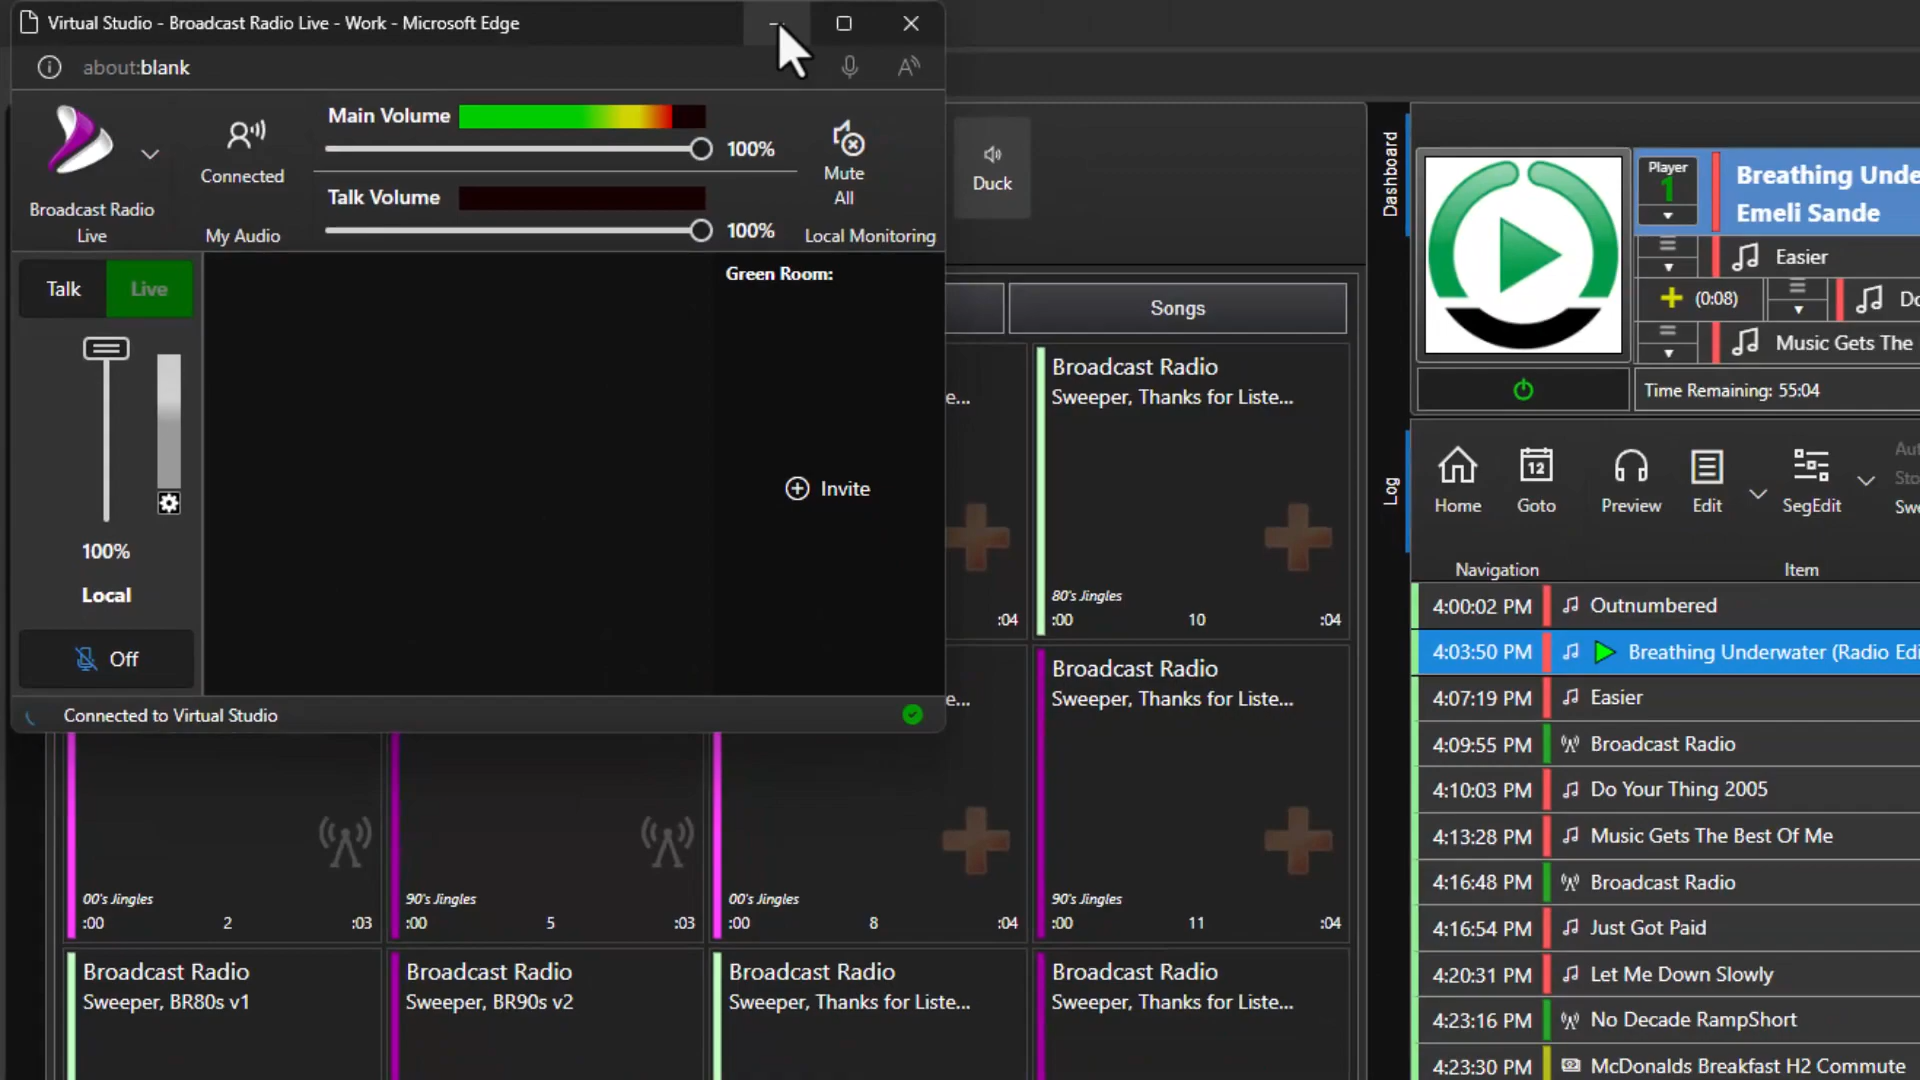 Virtual Studio - Broadcast Radio Live - Work - Microsoft Edge
about:blank
Broadcast Radio
Live
Connected
My Audio
Main Volume
100%
Talk Volume
100%
Mute
All
Local Monitoring
Talk
Live
100%
Local
Off
Green Room:
Invite
Connected to Virtual Studio
Duck
Songs
e...
:04
Broadcast Radio
Sweeper, Thanks for Liste...
80's Jingles
:00 10 :04
e...
Broadcast Radio
Sweeper, Thanks for Liste...
00's Jingles
:00 2 :03
90's Jingles
:00 5 :03
00's Jingles
:00 8 :04
90's Jingles
:00 11 :04
Broadcast Radio
Sweeper, BR80s v1
Broadcast Radio
Sweeper, BR90s v2
Broadcast Radio
Sweeper, Thanks for Liste...
Broadcast Radio
Sweeper, Thanks for Liste...
Dashboard
Player
1
Breathing Unde
Emeli Sande
Easier
(0:08)
Do
Music Gets The
Time Remaining: 55:04
Log
Home
Goto
12
Preview
Edit
SegEdit
Aut
Sto
Swe
Navigation
Item
4:00:02 PM Outnumbered
4:03:50 PM Breathing Underwater (Radio Edi
4:07:19 PM Easier
4:09:55 PM Broadcast Radio
4:10:03 PM Do Your Thing 2005
4:13:28 PM Music Gets The Best Of Me
4:16:48 PM Broadcast Radio
4:16:54 PM Just Got Paid
4:20:31 PM Let Me Down Slowly
4:23:16 PM No Decade RampShort
4:23:30 PM McDonalds Breakfast H2 Commute